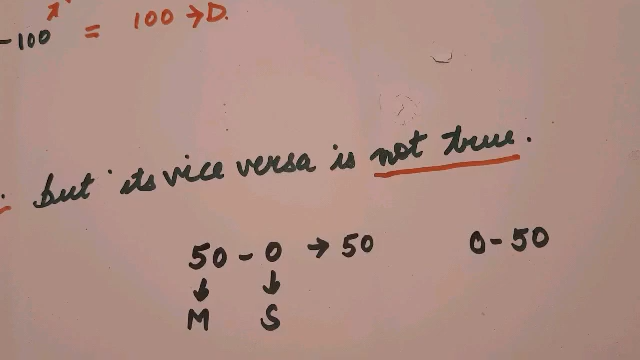 -100 = 100 → D.
but its vice versa is not true.
50 - 0 → 50 0 - 50
↓ ↓
M S